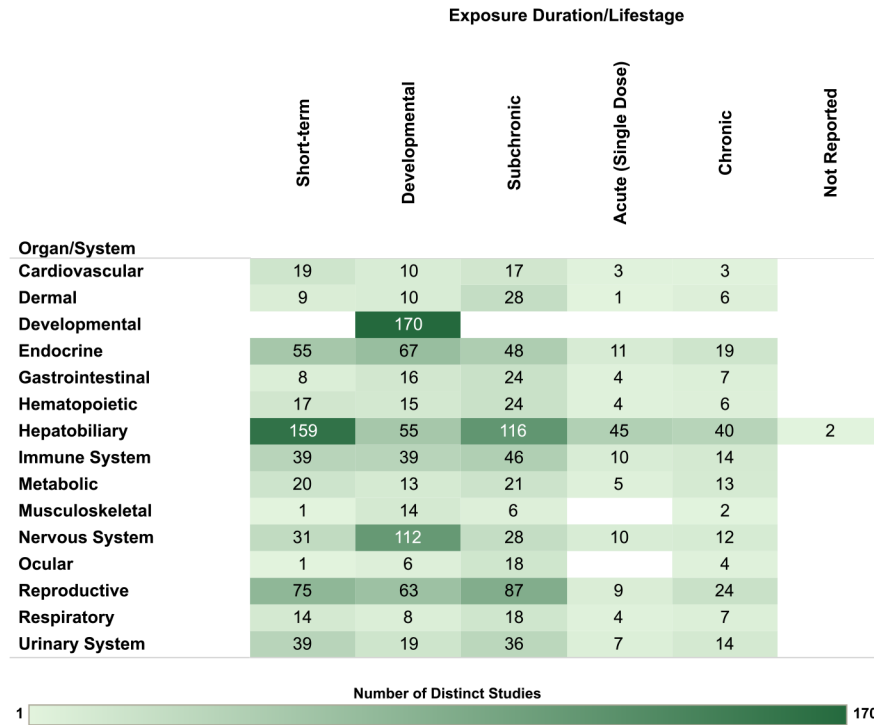 Exposure Duration/Lifestage
Short-term
Developmental
Subchronic
Acute (Single Dose)
Chronic
Not Reported
Organ/System
Cardiovascular 19 10 17 3 3
Dermal 9 10 28 1 6
Developmental 170
Endocrine 55 67 48 11 19
Gastrointestinal 8 16 24 4 7
Hematopoietic 17 15 24 4 6
Hepatobiliary 159 55 116 45 40 2
Immune System 39 39 46 10 14
Metabolic 20 13 21 5 13
Musculoskeletal 1 14 6 2
Nervous System 31 112 28 10 12
Ocular 1 6 18 4
Reproductive 75 63 87 9 24
Respiratory 14 8 18 4 7
Urinary System 39 19 36 7 14
Number of Distinct Studies
1 170